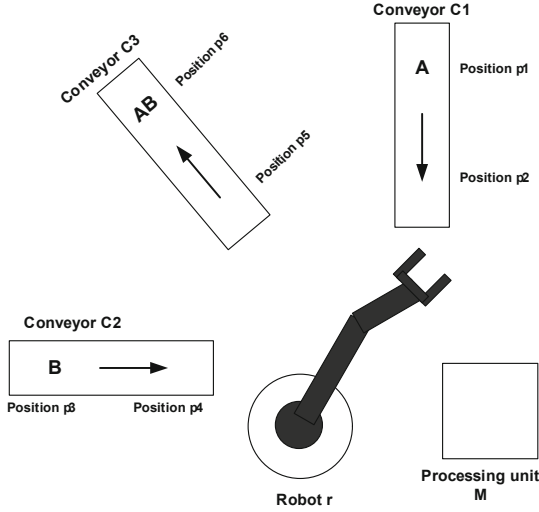 Conveyor C1
A
Position p1
Position p2
Conveyor C3
Position p6
AB
Position p5
Conveyor C2
B
Position p3
Position p4
Robot r
Processing unit
M